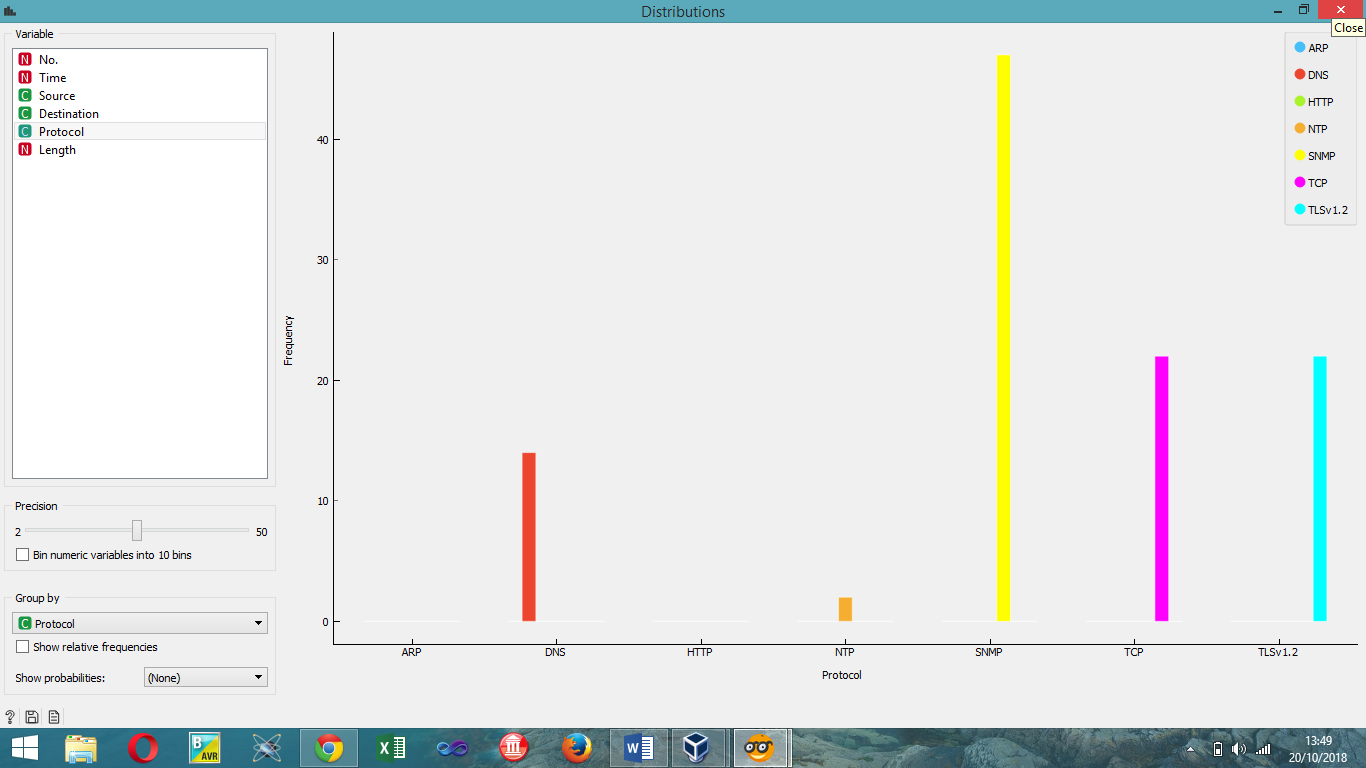 Distributions
Close
Variable
N No.
N Time
C Source
C Destination
C Protocol
N Length
Precision
2 50
Bin numeric variables into 10 bins
Group by
C Protocol
Show relative frequencies
Show probabilities: (None)
Frequency
40
30
20
10
0
ARP DNS HTTP NTP SNMP TCP TLSv1.2
Protocol
ARP
DNS
HTTP
NTP
SNMP
TCP
TLSv1.2
?
B
AVR
X
W
13:49
20/10/2018